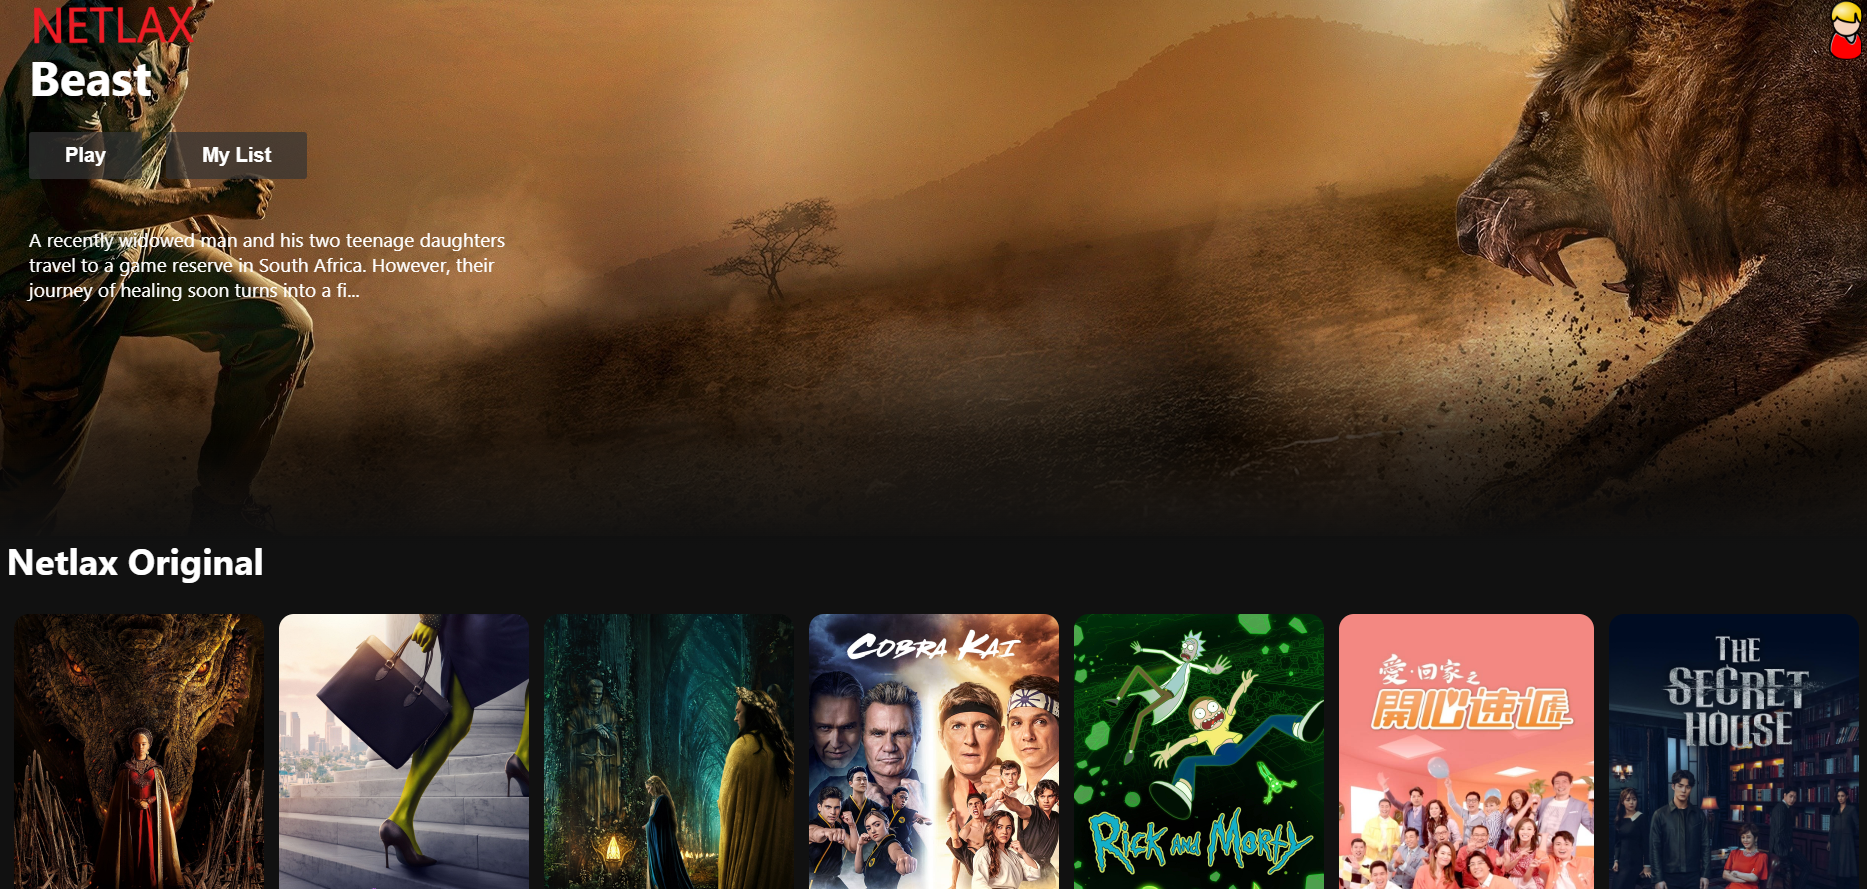 NETLAX
Beast
Play
My List
A recently widowed man and his two teenage daughters
travel to a game reserve in South Africa. However, their
journey of healing soon turns into a fi...
Netlax Original
COBRA KAI
RICK AND MORTY
愛·回家之
開心速遞
THE
SECRET
HOUSE